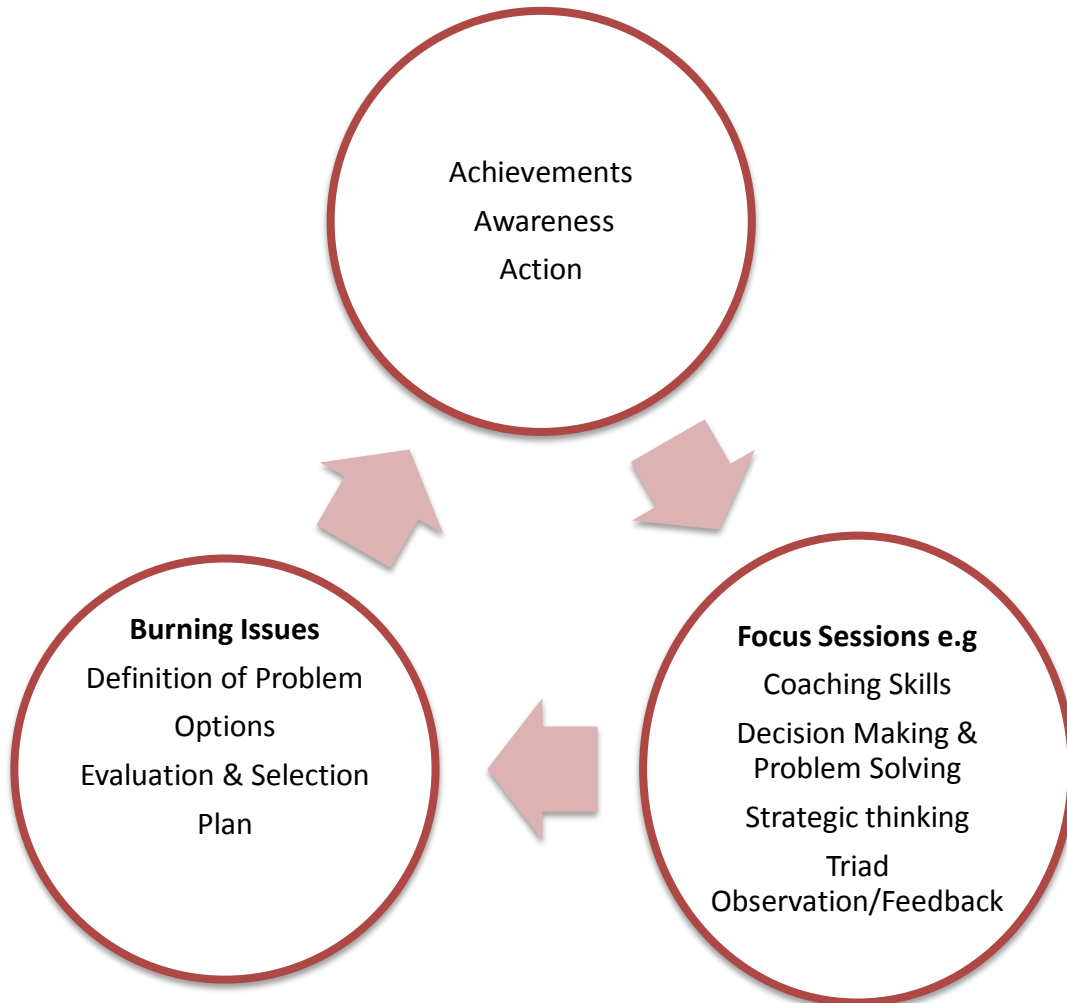 Achievements
Awareness
Action
Burning Issues
Definition of Problem
Options
Evaluation & Selection
Plan
Focus Sessions e.g
Coaching Skills
Decision Making &
Problem Solving
Strategic thinking
Triad
Observation/Feedback